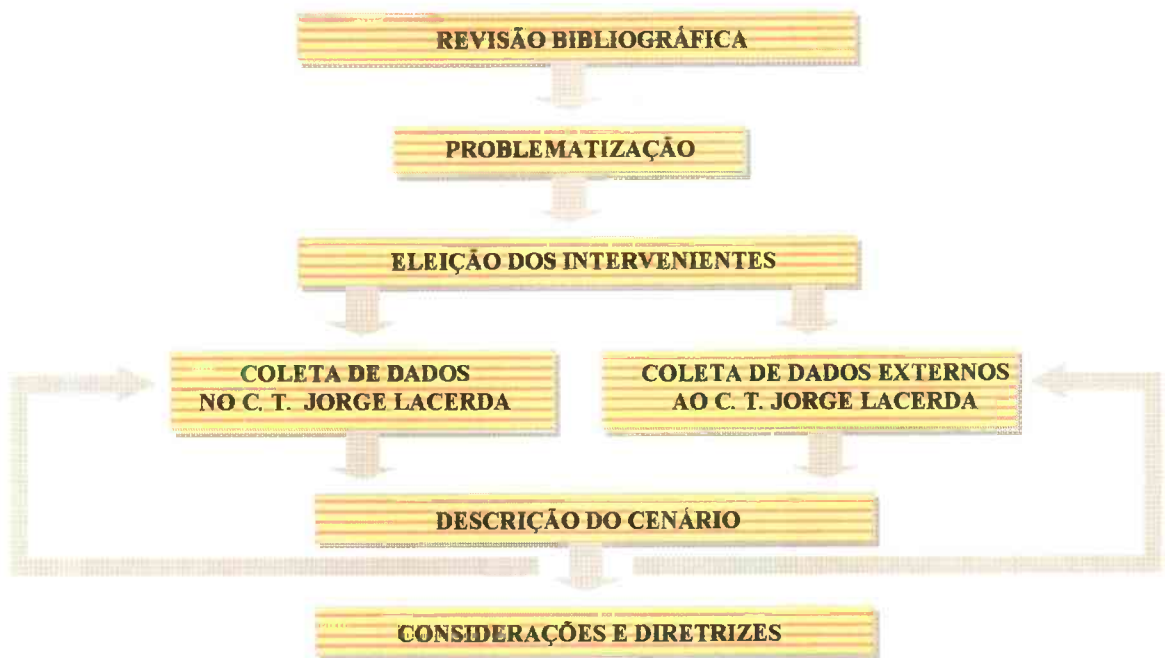 REVISÃO BIBLIOGRÁFICA
PROBLEMATIZAÇÃO
ELEIÇÃO DOS INTERVENIENTES
COLETA DE DADOS
NO C. T. JORGE LACERDA
COLETA DE DADOS EXTERNOS
AO C. T. JORGE LACERDA
DESCRIÇÃO DO CENÁRIO
CONSIDERAÇÕES E DIRETRIZES